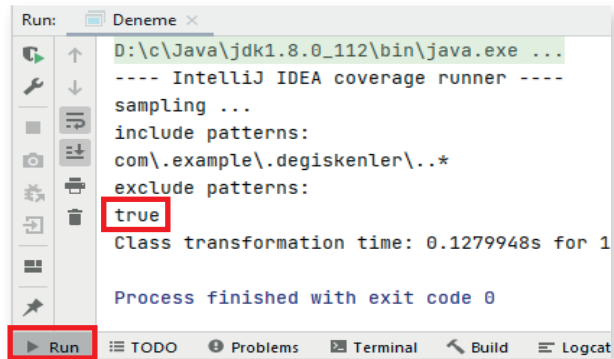 Run: Deneme
D:\c\Java\jdk1.8.0_112\bin\java.exe ...
---- IntelliJ IDEA coverage runner ----
sampling ...
include patterns:
com\.example\.degiskenler\..*
exclude patterns:
true
Class transformation time: 0.1279948s for 1
Process finished with exit code 0
Run TODO Problems Terminal Build Logcat